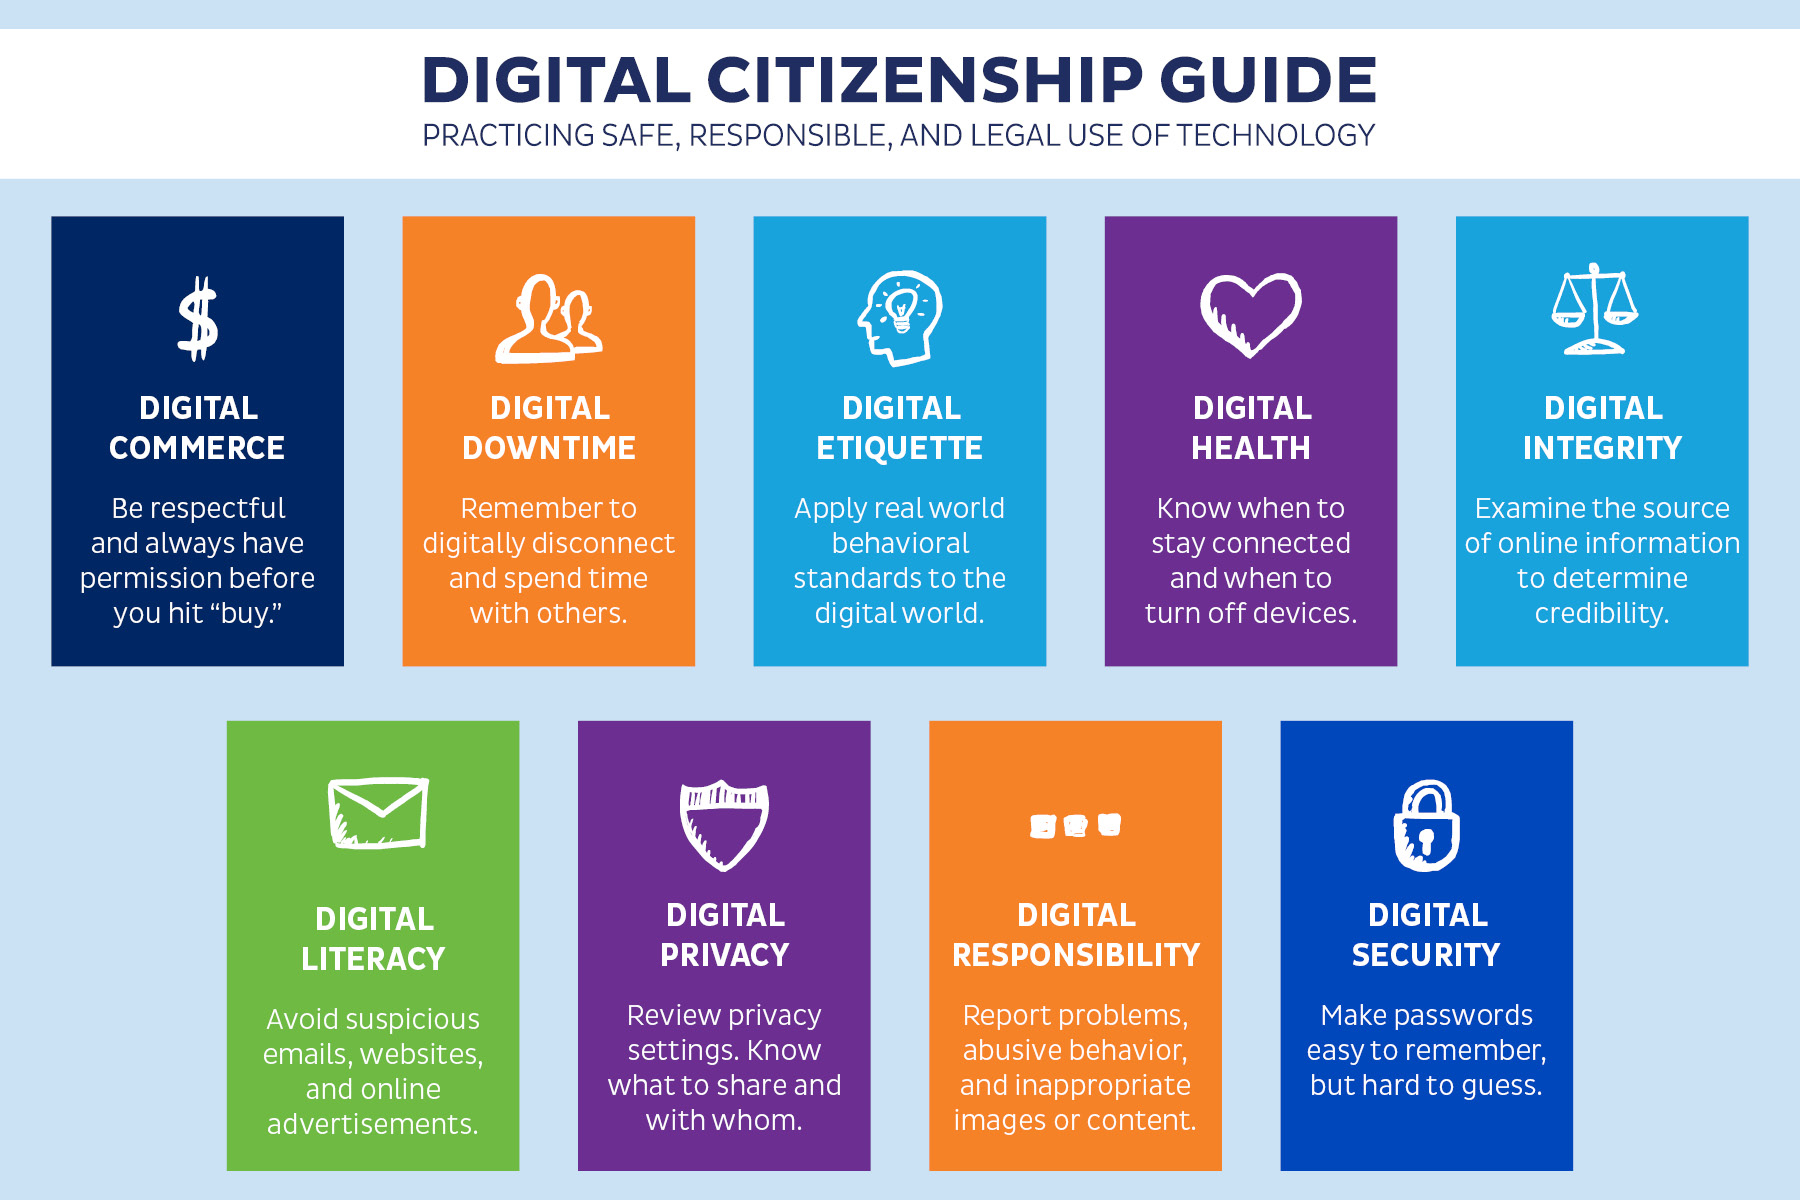 DIGITAL CITIZENSHIP GUIDE
PRACTICING SAFE, RESPONSIBLE, AND LEGAL USE OF TECHNOLOGY
$
DIGITAL
COMMERCE
Be respectful
and always have
permission before
you hit “buy.”
DIGITAL
DOWNTIME
Remember to
digitally disconnect
and spend time
with others.
DIGITAL
ETIQUETTE
Apply real world
behavioral
standards to the
digital world.
DIGITAL
HEALTH
Know when to
stay connected
and when to
turn off devices.
DIGITAL
INTEGRITY
Examine the source
of online information
to determine
credibility.
DIGITAL
LITERACY
Avoid suspicious
emails, websites,
and online
advertisements.
DIGITAL
PRIVACY
Review privacy
settings. Know
what to share and
with whom.
DIGITAL
RESPONSIBILITY
Report problems,
abusive behavior,
and inappropriate
images or content.
DIGITAL
SECURITY
Make passwords
easy to remember,
but hard to guess.